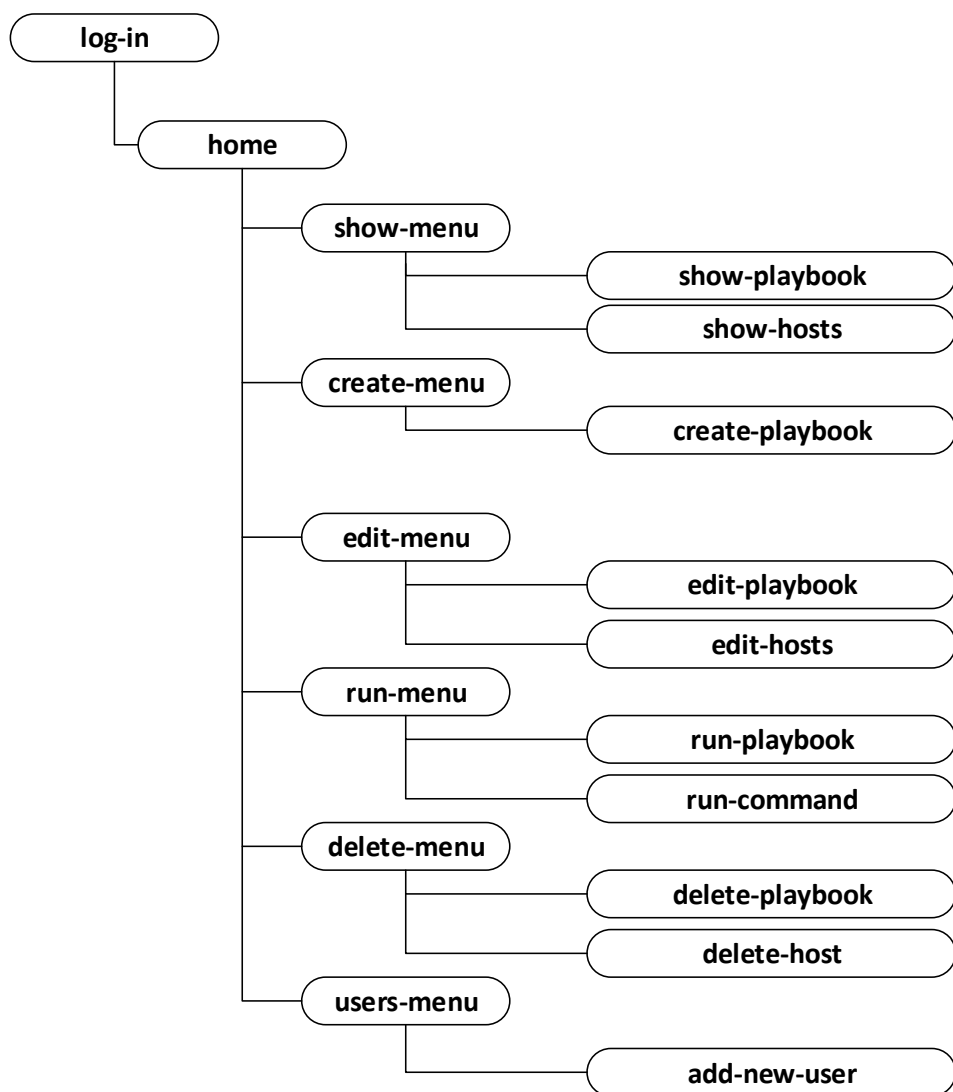 log-in
home
show-menu
show-playbook
show-hosts
create-menu
create-playbook
edit-menu
edit-playbook
edit-hosts
run-menu
run-playbook
run-command
delete-menu
delete-playbook
delete-host
users-menu
add-new-user